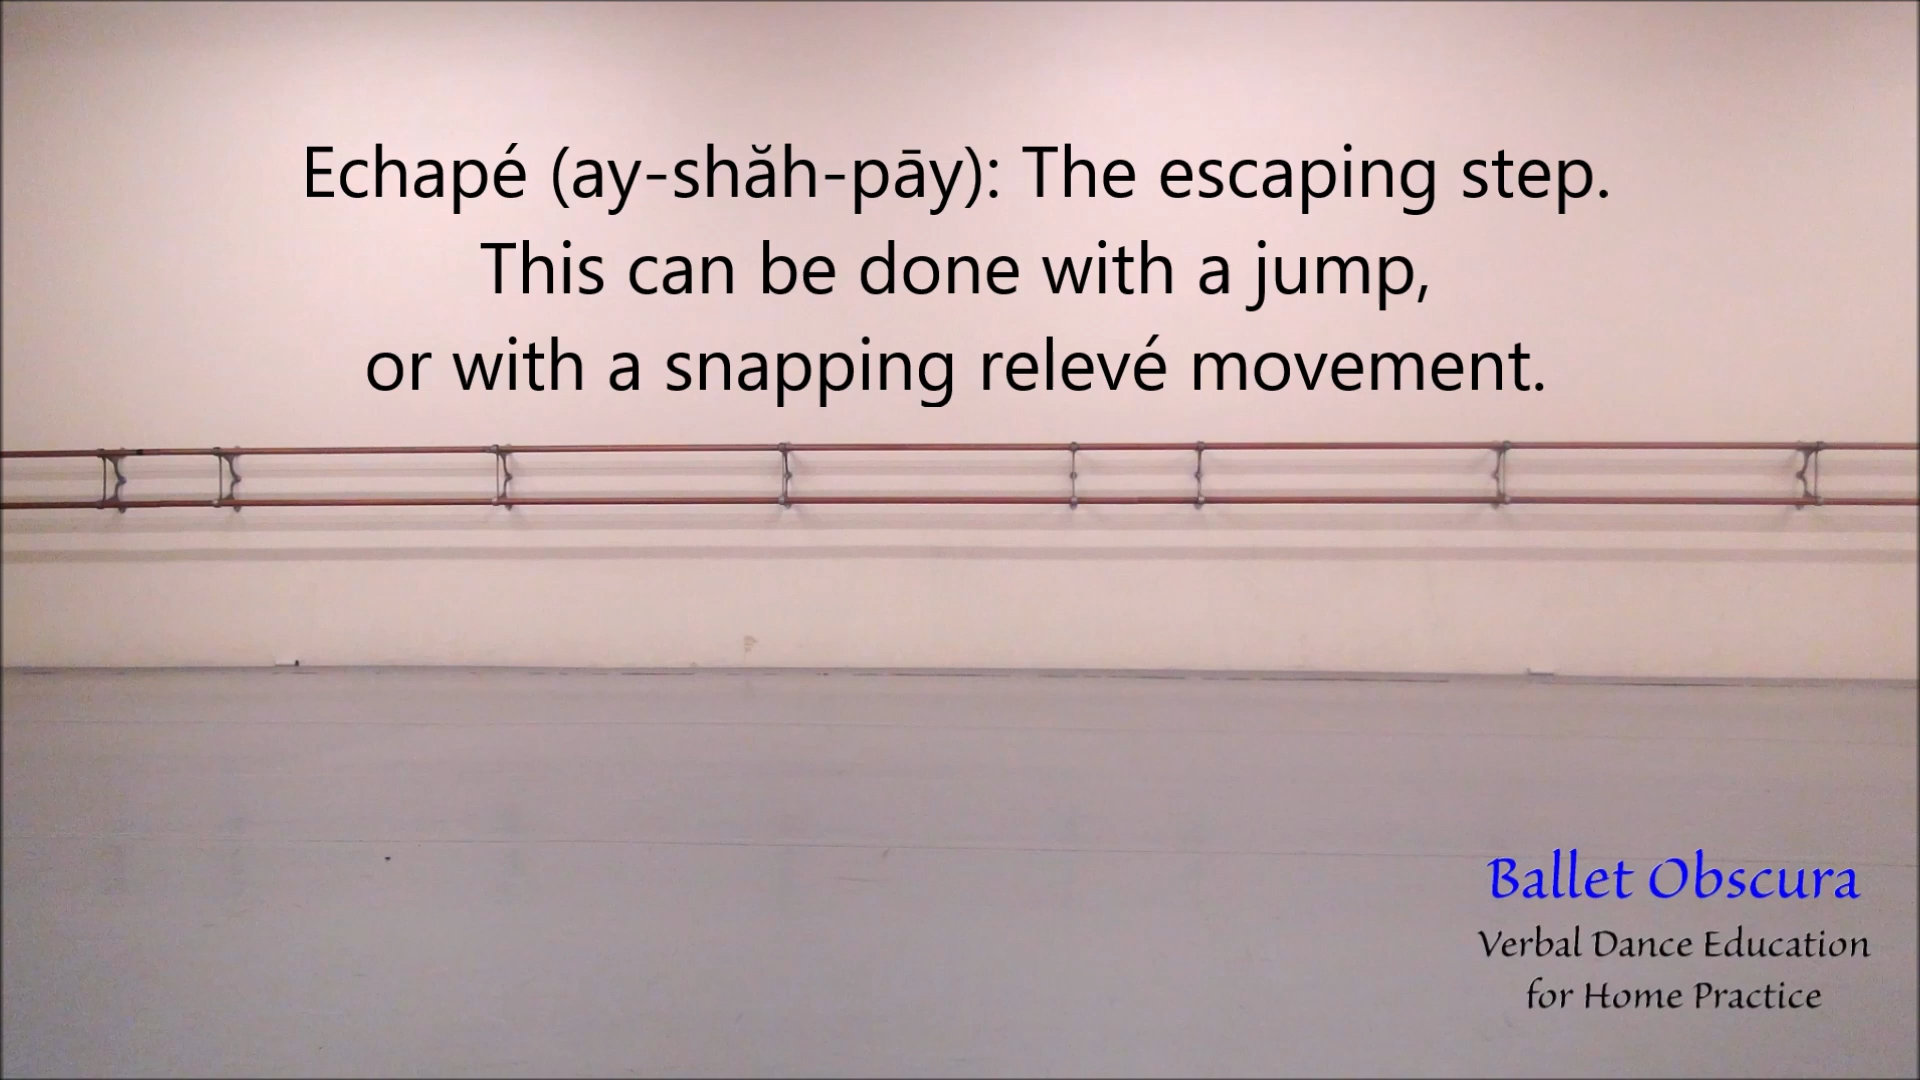 Echapé (ay-shăh-pāy): The escaping step.
This can be done with a jump,
or with a snapping relevé movement.
Ballet Obscura
Verbal Dance Education
for Home Practice